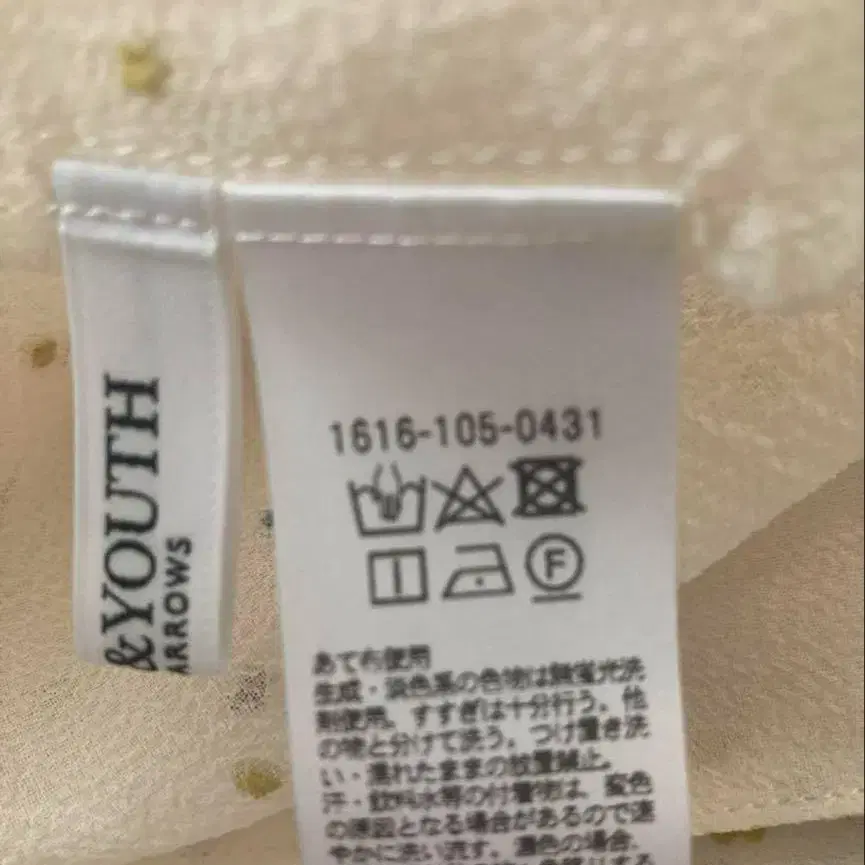 &YOUTH
ARROWS
1616-105-0431
F
あて布使用
生成・淡色系の色物は無蛍光洗
剤使用。すすぎは十分行う。他
の物と分けて洗う。つけ置き洗
い・濡れたままの放置禁止。
汗・飲料水等の付着物は、変色
の原因となる場合があるので速
やかに洗い流す。濃色の場合、